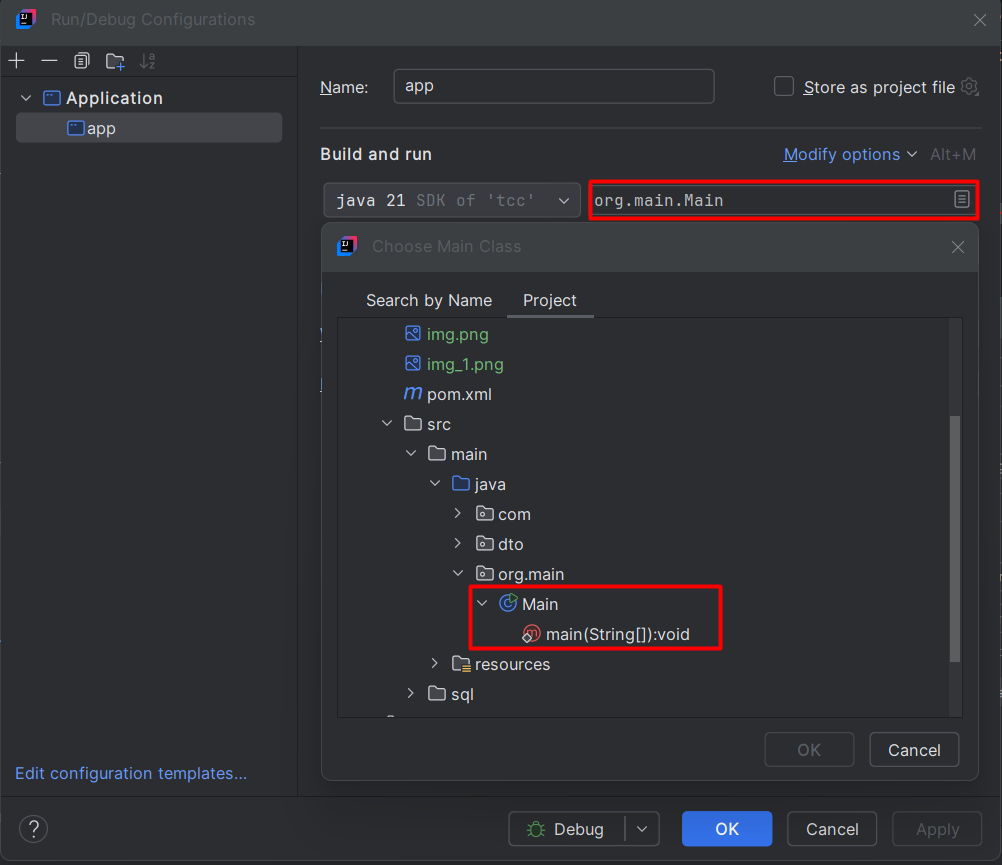 Run/Debug Configurations
Application
app
Edit configuration templates...
Name: app Store as project file
Build and run Modify options Alt+M
java 21 SDK of 'tcc' org.main.Main
Choose Main Class
Search by Name Project
img.png
img_1.png
pom.xml
src
main
java
com
dto
org.main
Main
main(String[]):void
resources
sql
OK Cancel
? Debug OK Cancel Apply